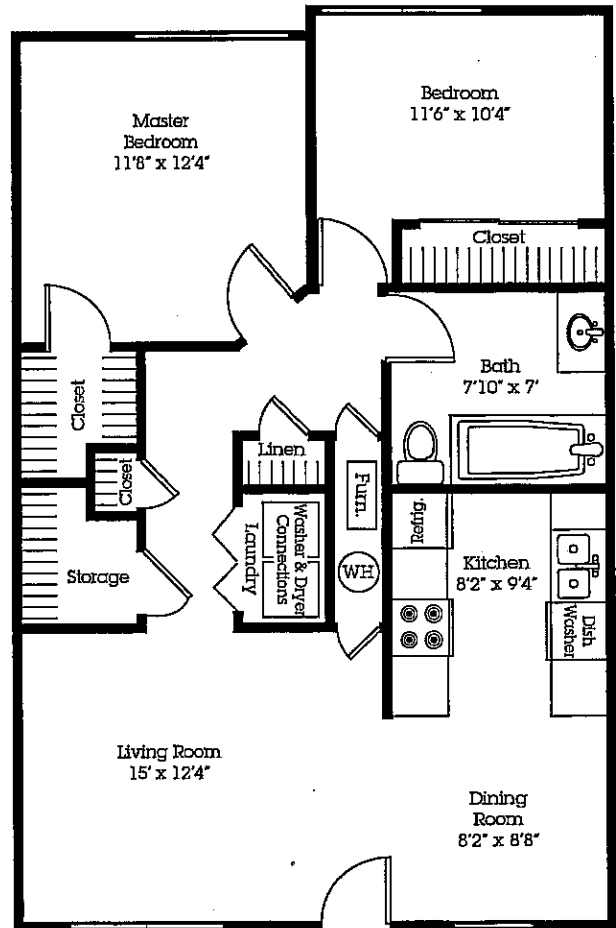 Bedroom
11'6" x 10'4"
Master
Bedroom
11'8" x 12'4"
Closet
Bath
7'10" x 7'
Closet
Linen
Closet
Furn.
Refrig.
Washer & Dryer
Connections
Laundry
Kitchen
8'2" x 9'4"
WH
Storage
Dish
Washer
Living Room
15' x 12'4"
Dining
Room
8'2" x 8'8"